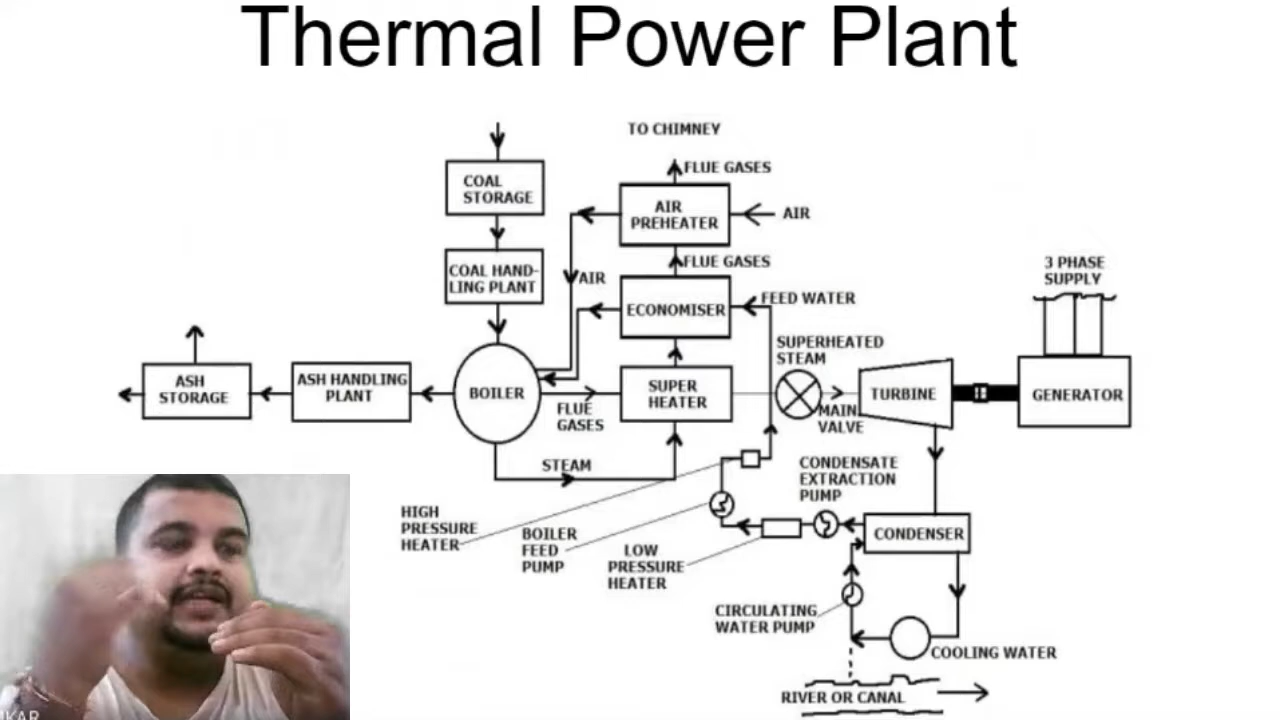 Thermal Power Plant
TO CHIMNEY
FLUE GASES
COAL
STORAGE
AIR
PREHEATER
AIR
FLUE GASES
COAL HAND-
LING PLANT
AIR
ECONOMISER
FEED WATER
3 PHASE
SUPPLY
SUPERHEATED
STEAM
ASH
STORAGE
ASH HANDLING
PLANT
BOILER
FLUE
GASES
SUPER
HEATER
MAIN
VALVE
TURBINE
GENERATOR
STEAM
HIGH
PRESSURE
HEATER
BOILER
FEED
PUMP
LOW
PRESSURE
HEATER
CONDENSATE
EXTRACTION
PUMP
CONDENSER
CIRCULATING
WATER PUMP
COOLING WATER
RIVER OR CANAL